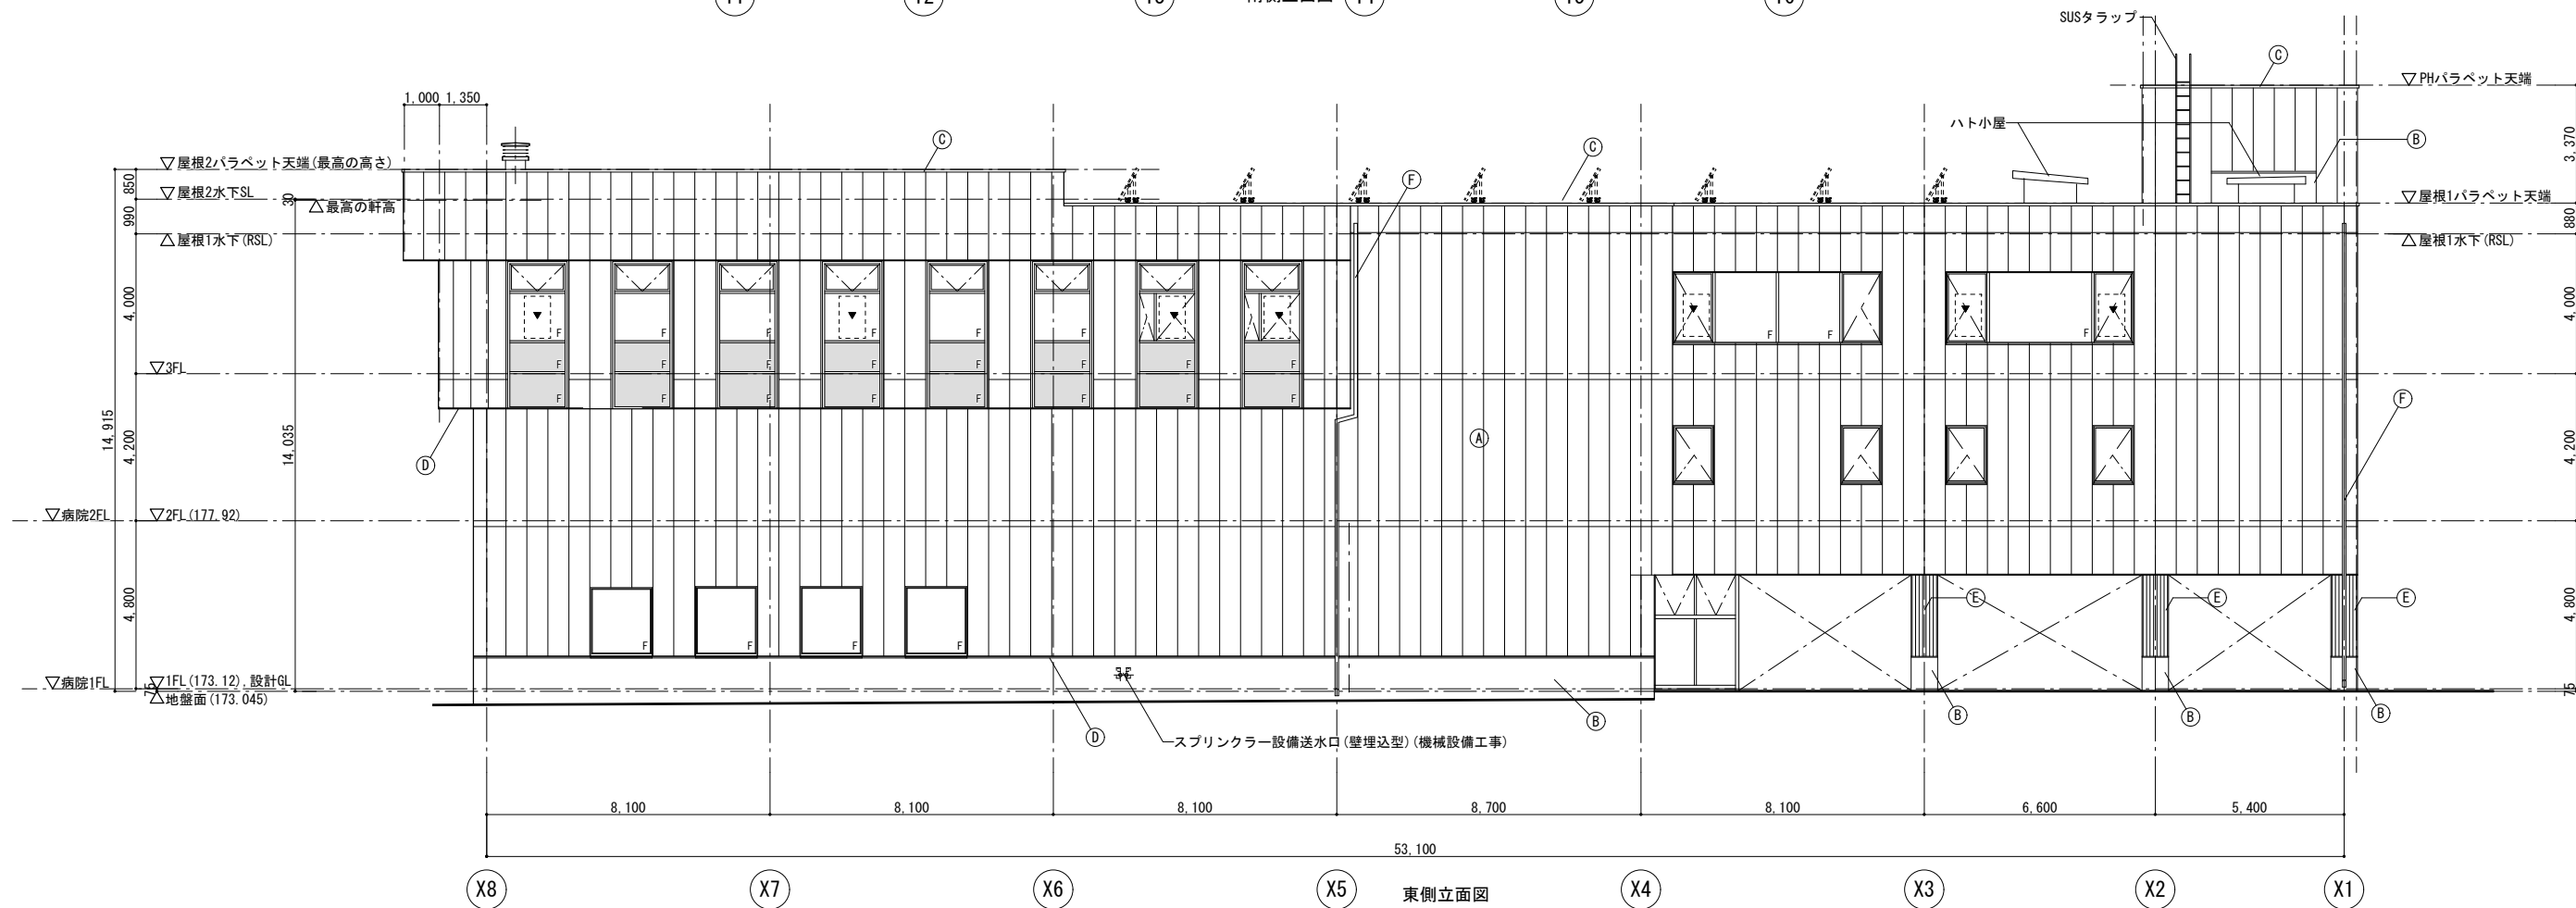 SUSタラップ
C
▽PHパラペット天端
1,000 1,350
ハト小屋
B
3,370
C
C
▽屋根2パラペット天端(最高の高さ)
850
F
▽屋根2水下SL
30
△最高の軒高
▽屋根1パラペット天端
990
880
△屋根1水下(RSL)
△屋根1水下(RSL)
4,000
4,000
F F F F F F F F
F F F
F F F F F F F F
▽3FL
F F F F F F F F
F
14,915
4,200
14,035
A
4,200
D
▽病院2FL
▽2FL(177.92)
4,800
E
E
E
4,800
F F F F
▽病院1FL
▽1FL(173.12),設計GL
75
△地盤面(173.045)
75
B
B
B
B
D
スプリンクラー設備送水口(壁埋込型)(機械設備工事)
8,100 8,100 8,100 8,700 8,100 6,600 5,400
53,100
X8 X7 X6 X5 X4 X3 X2 X1
東側立面図